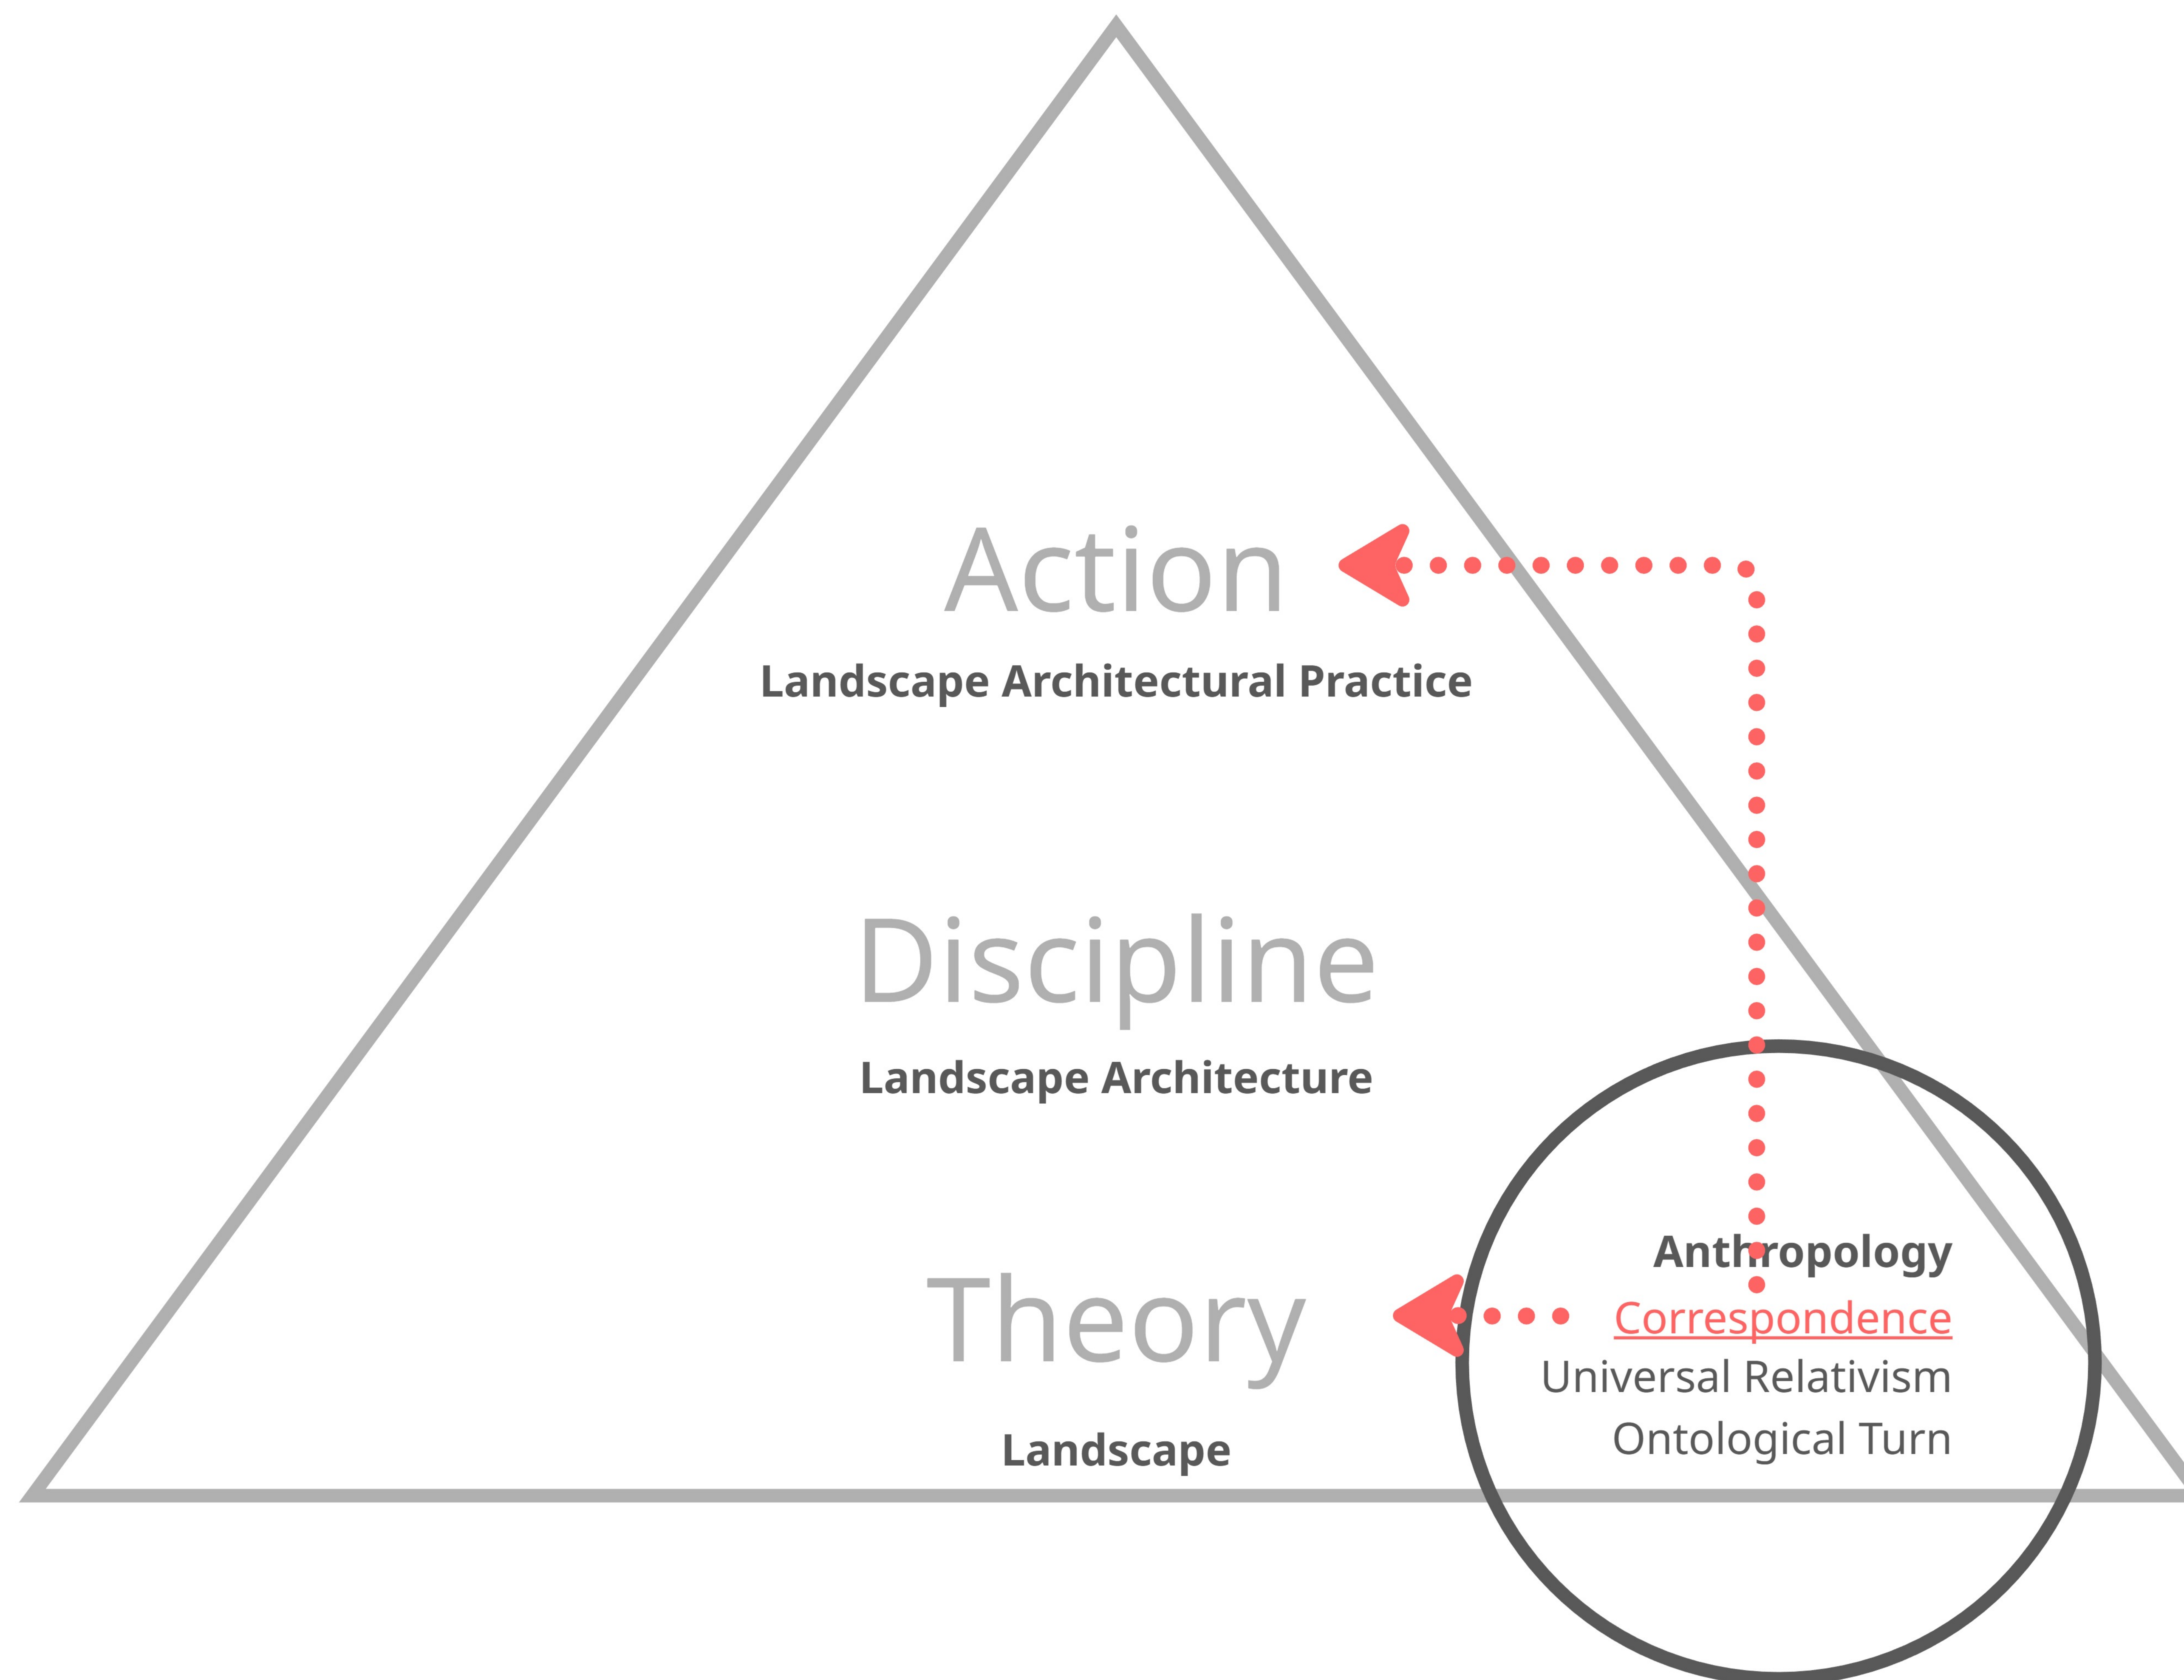 Action
Landscape Architectural Practice
Discipline
Landscape Architecture
Theory
Landscape
Anthropology
Correspondence
Universal Relativism
Ontological Turn